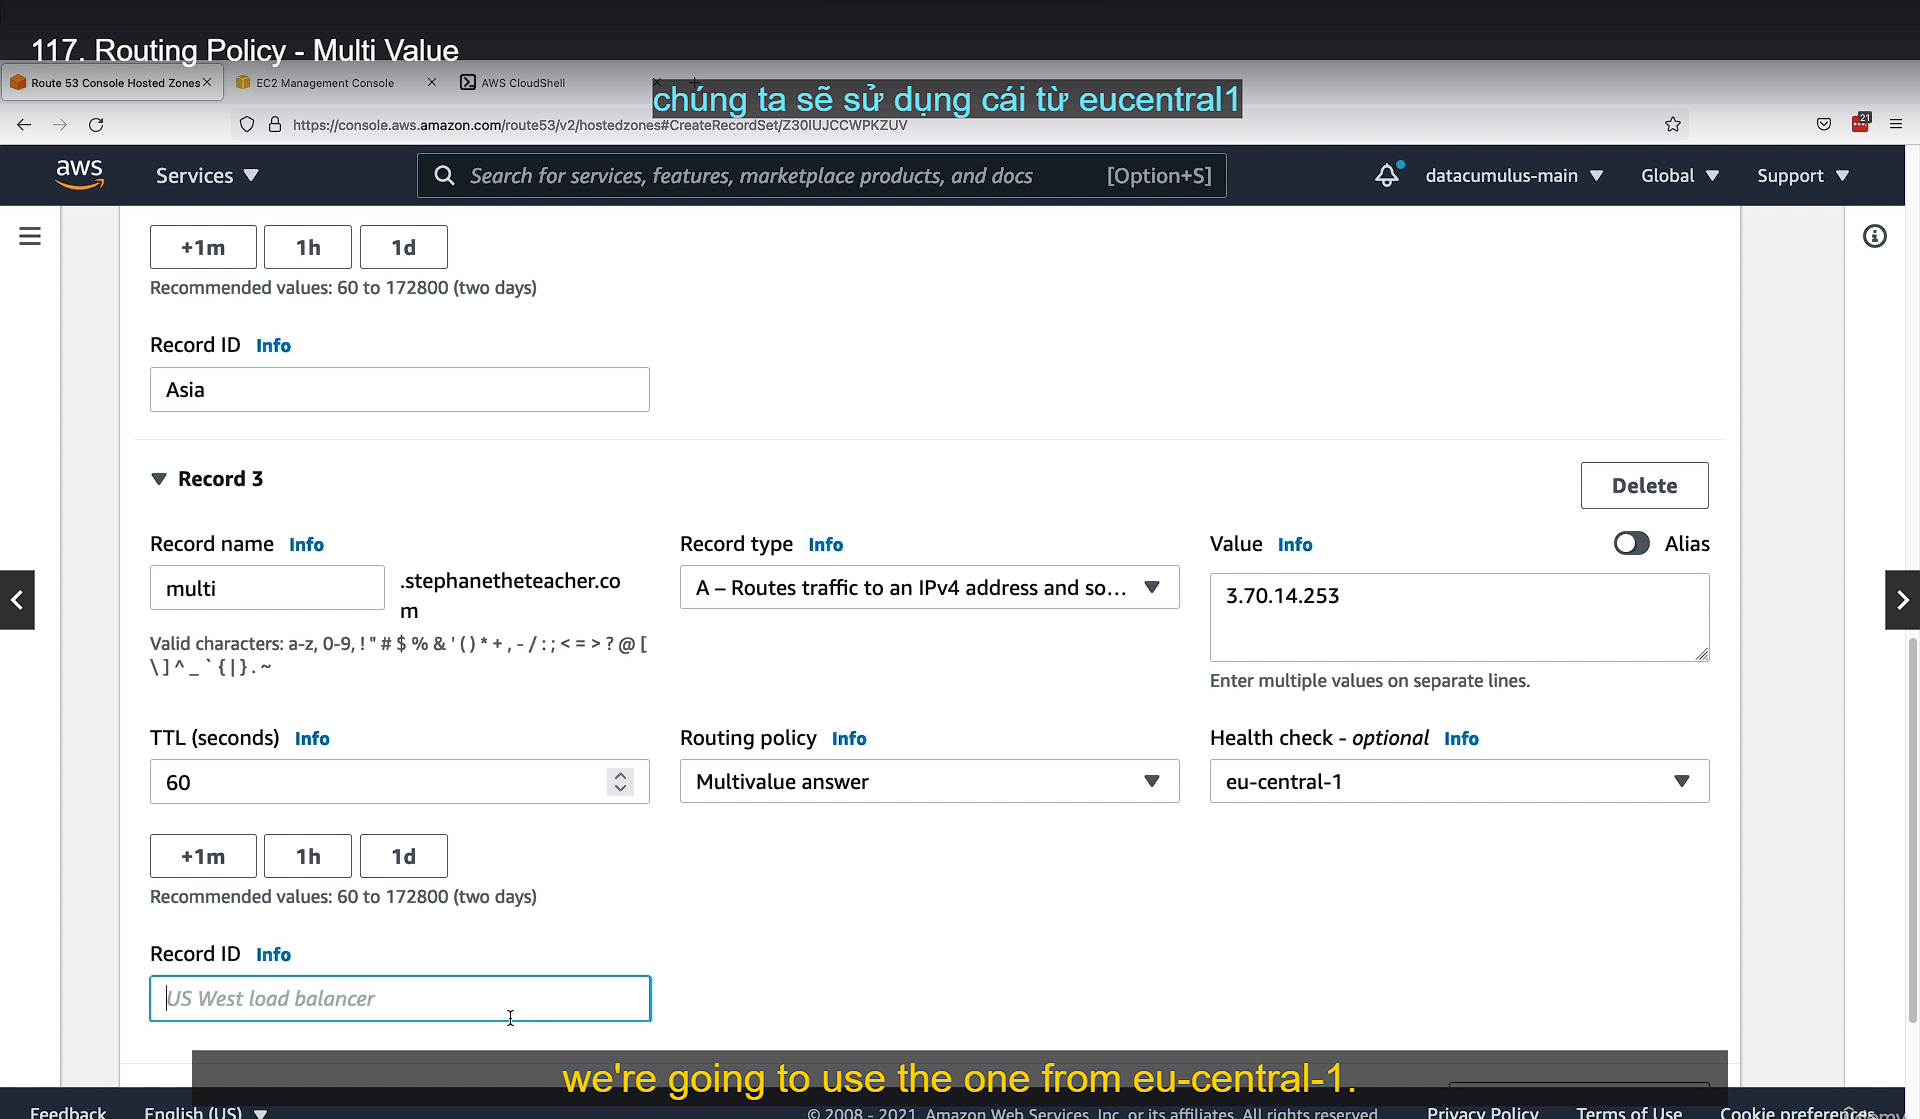 117. Routing Policy - Multi Value
Route 53 Console Hosted Zones
EC2 Management Console
AWS CloudShell
chúng ta sẽ sử dụng cái từ eucentral1
https://console.aws.amazon.com/route53/v2/hostedzones#CreateRecordSet/Z30IUJCCWPKZUV
21
aws
Services
Search for services, features, marketplace products, and docs
[Option+S]
datacumulus-main
Global
Support
+1m
1h
1d
Recommended values: 60 to 172800 (two days)
Record ID Info
Asia
Record 3
Delete
Record name Info
Record type Info
Value Info
Alias
multi
.stephanetheteacher.co
m
A – Routes traffic to an IPv4 address and so...
3.70.14.253
Valid characters: a-z, 0-9, ! " # $ % & ' ( ) * + , - / : ; < = > ? @ [
\ ] ^ _ ` { | } . ~
Enter multiple values on separate lines.
TTL (seconds) Info
Routing policy Info
Health check - optional Info
60
Multivalue answer
eu-central-1
+1m
1h
1d
Recommended values: 60 to 172800 (two days)
Record ID Info
US West load balancer
we're going to use the one from eu-central-1.
Feedback
English (US)
© 2008 - 2021, Amazon Web Services, Inc. or its affiliates. All rights reserved.
Privacy Policy
Terms of Use
Cookie preferences